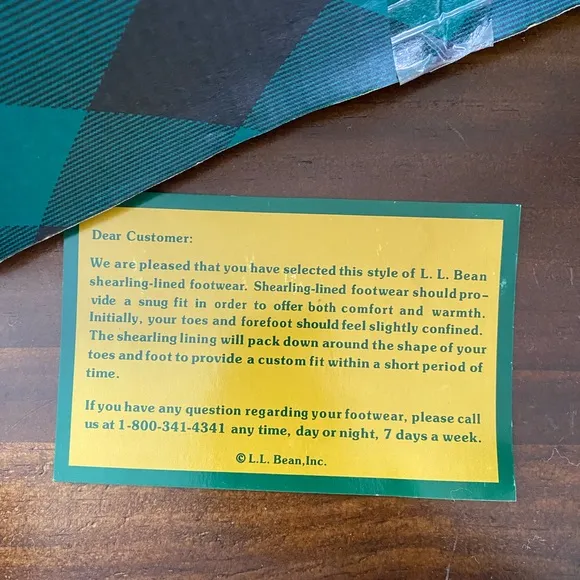 Dear Customer:
We are pleased that you have selected this style of L. L. Bean
shearling-lined footwear. Shearling-lined footwear should pro-
vide a snug fit in order to offer both comfort and warmth.
Initially, your toes and forefoot should feel slightly confined.
The shearling lining will pack down around the shape of your
toes and foot to provide a custom fit within a short period of
time.
If you have any question regarding your footwear, please call
us at 1-800-341-4341 any time, day or night, 7 days a week.
© L.L. Bean,Inc.